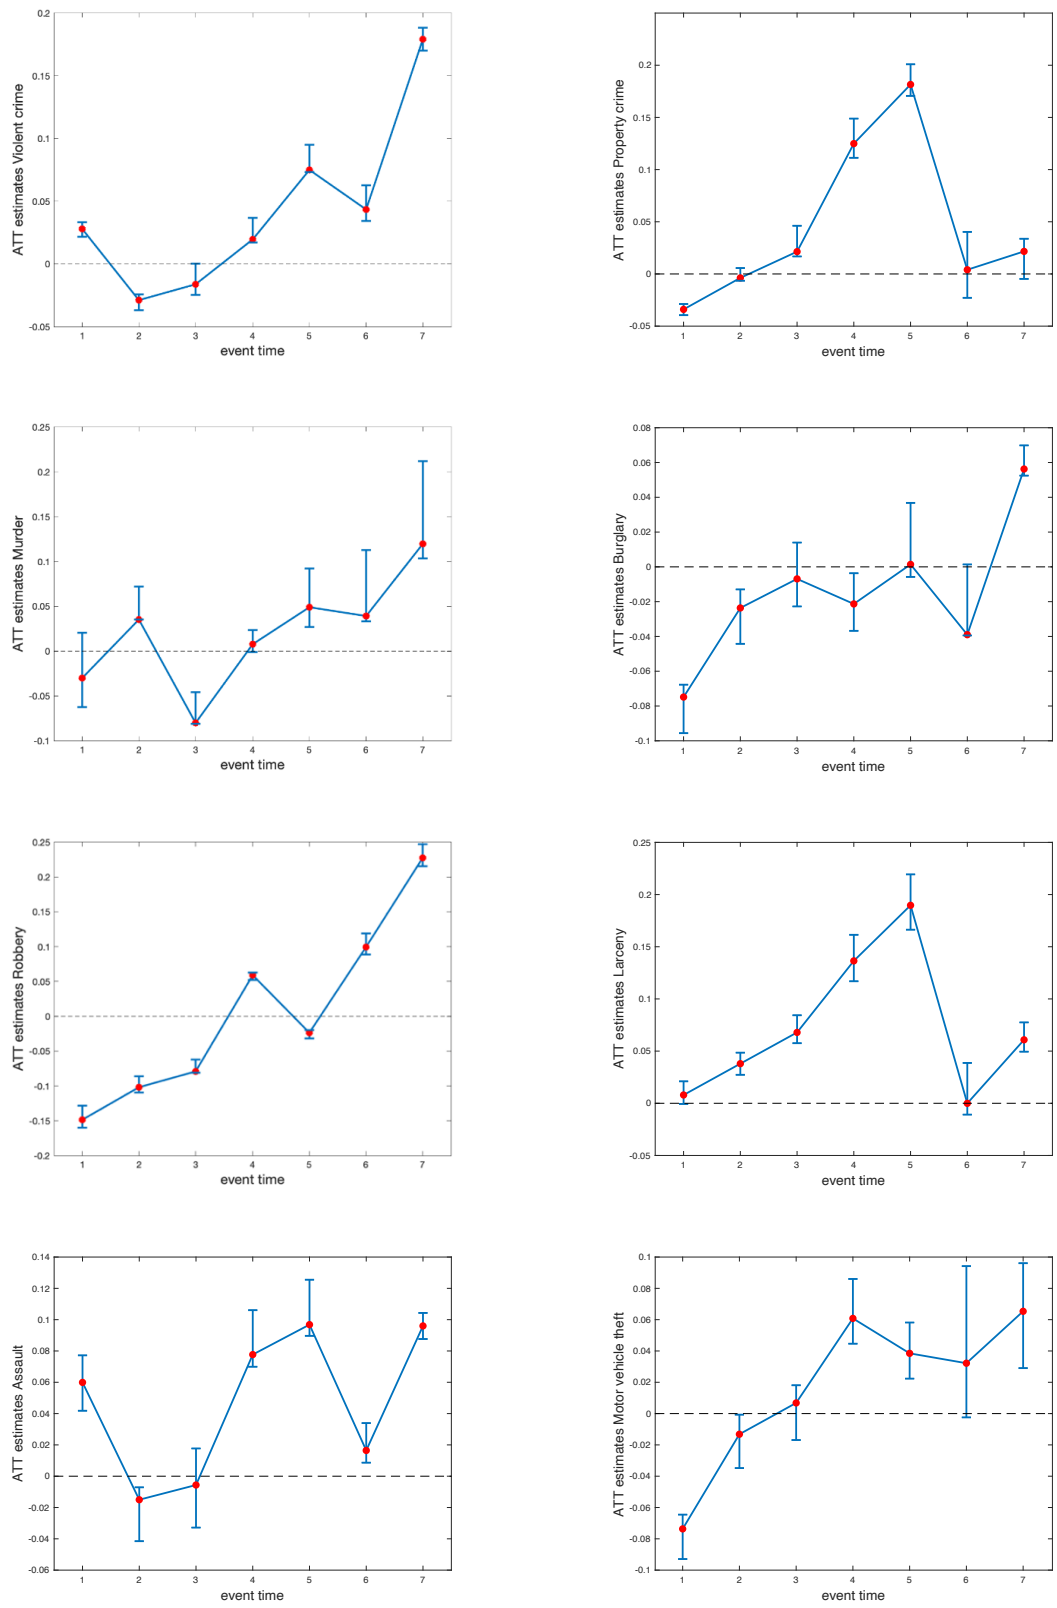 ATT estimates Violent crime
0.2
0.15
0.1
0.05
0
-0.05
1 2 3 4 5 6 7
event time
ATT estimates Property crime
0.2
0.15
0.1
0.05
0
-0.05
1 2 3 4 5 6 7
event time
ATT estimates Murder
0.25
0.2
0.15
0.1
0.05
0
-0.05
-0.1
1 2 3 4 5 6 7
event time
ATT estimates Burglary
0.08
0.06
0.04
0.02
0
-0.02
-0.04
-0.06
-0.08
-0.1
1 2 3 4 5 6 7
event time
ATT estimates Robbery
0.25
0.2
0.15
0.1
0.05
0
-0.05
-0.1
-0.15
-0.2
1 2 3 4 5 6 7
event time
ATT estimates Larceny
0.25
0.2
0.15
0.1
0.05
0
-0.05
1 2 3 4 5 6 7
event time
ATT estimates Assault
0.14
0.12
0.1
0.08
0.06
0.04
0.02
0
-0.02
-0.04
-0.06
1 2 3 4 5 6 7
event time
ATT estimates Motor vehicle theft
0.1
0.08
0.06
0.04
0.02
0
-0.02
-0.04
-0.06
-0.08
-0.1
1 2 3 4 5 6 7
event time